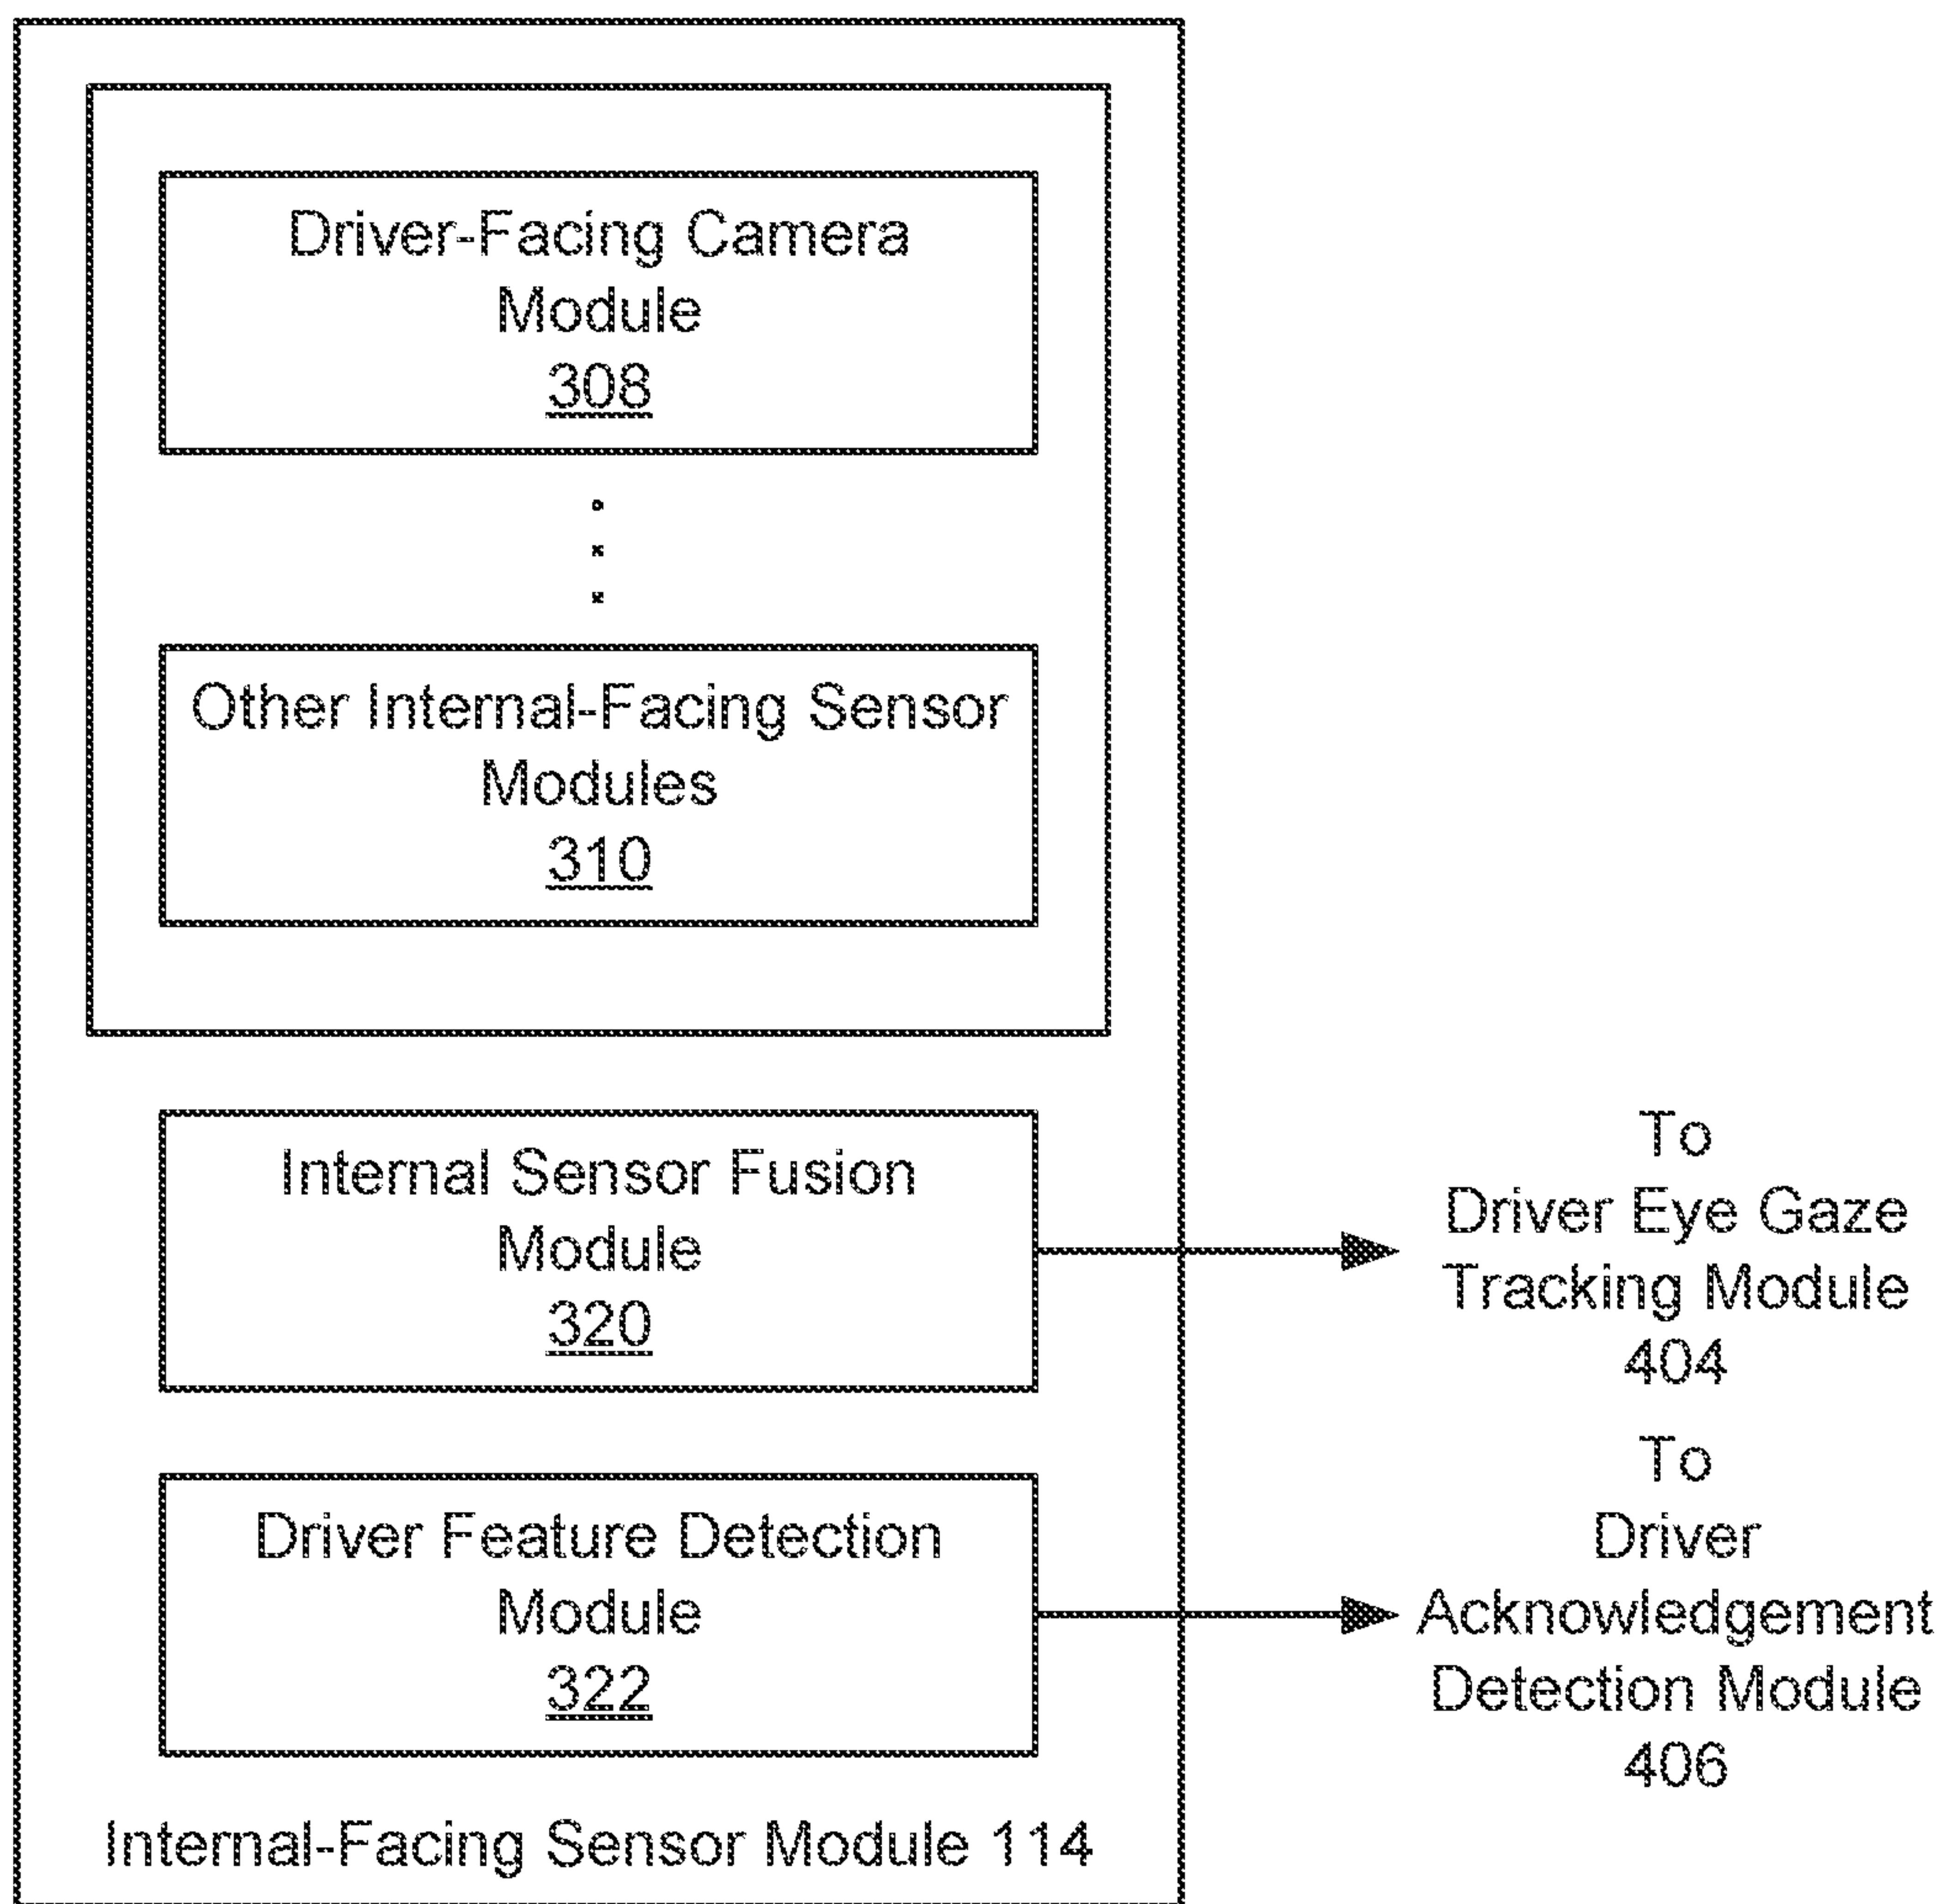 Driver-Facing Camera
Module
308
Other Internal-Facing Sensor
Modules
310
Internal Sensor Fusion
Module
320
To
Driver Eye Gaze
Tracking Module
404
Driver Feature Detection
Module
322
To
Driver
Acknowledgement
Detection Module
406
Internal-Facing Sensor Module 114